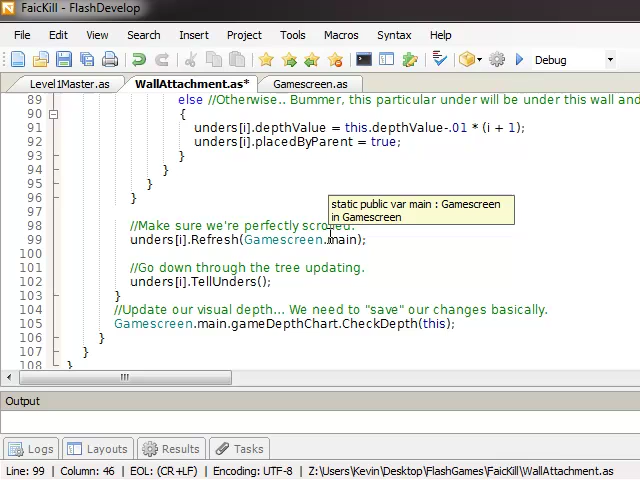 FaicKill - FlashDevelop
File Edit View Search Insert Project Tools Macros Syntax Help
Debug
Level1Master.as WallAttachment.as* Gamescreen.as
89 else //Otherwise.. Bummer, this particular under will be under this wall and
90 {
91 unders[i].depthValue = this.depthValue-.01 * (i + 1);
92 unders[i].placedByParent = true;
93 }
94 }
95 }
96 }
static public var main : Gamescreen
in Gamescreen
97
98 //Make sure we're perfectly scrolled.
99 unders[i].Refresh(Gamescreen.main);
100
101 //Go down through the tree updating.
102 unders[i].TellUnders();
103 }
104 //Update our visual depth... We need to "save" our changes basically.
105 Gamescreen.main.gameDepthChart.CheckDepth(this);
106 }
107 }
108 }
Output
Logs Layouts Results Tasks
Line: 99 Column: 46 EOL: (CR+LF) Encoding: UTF-8 Z:\Users\Kevin\Desktop\FlashGames\FaicKill\WallAttachment.as